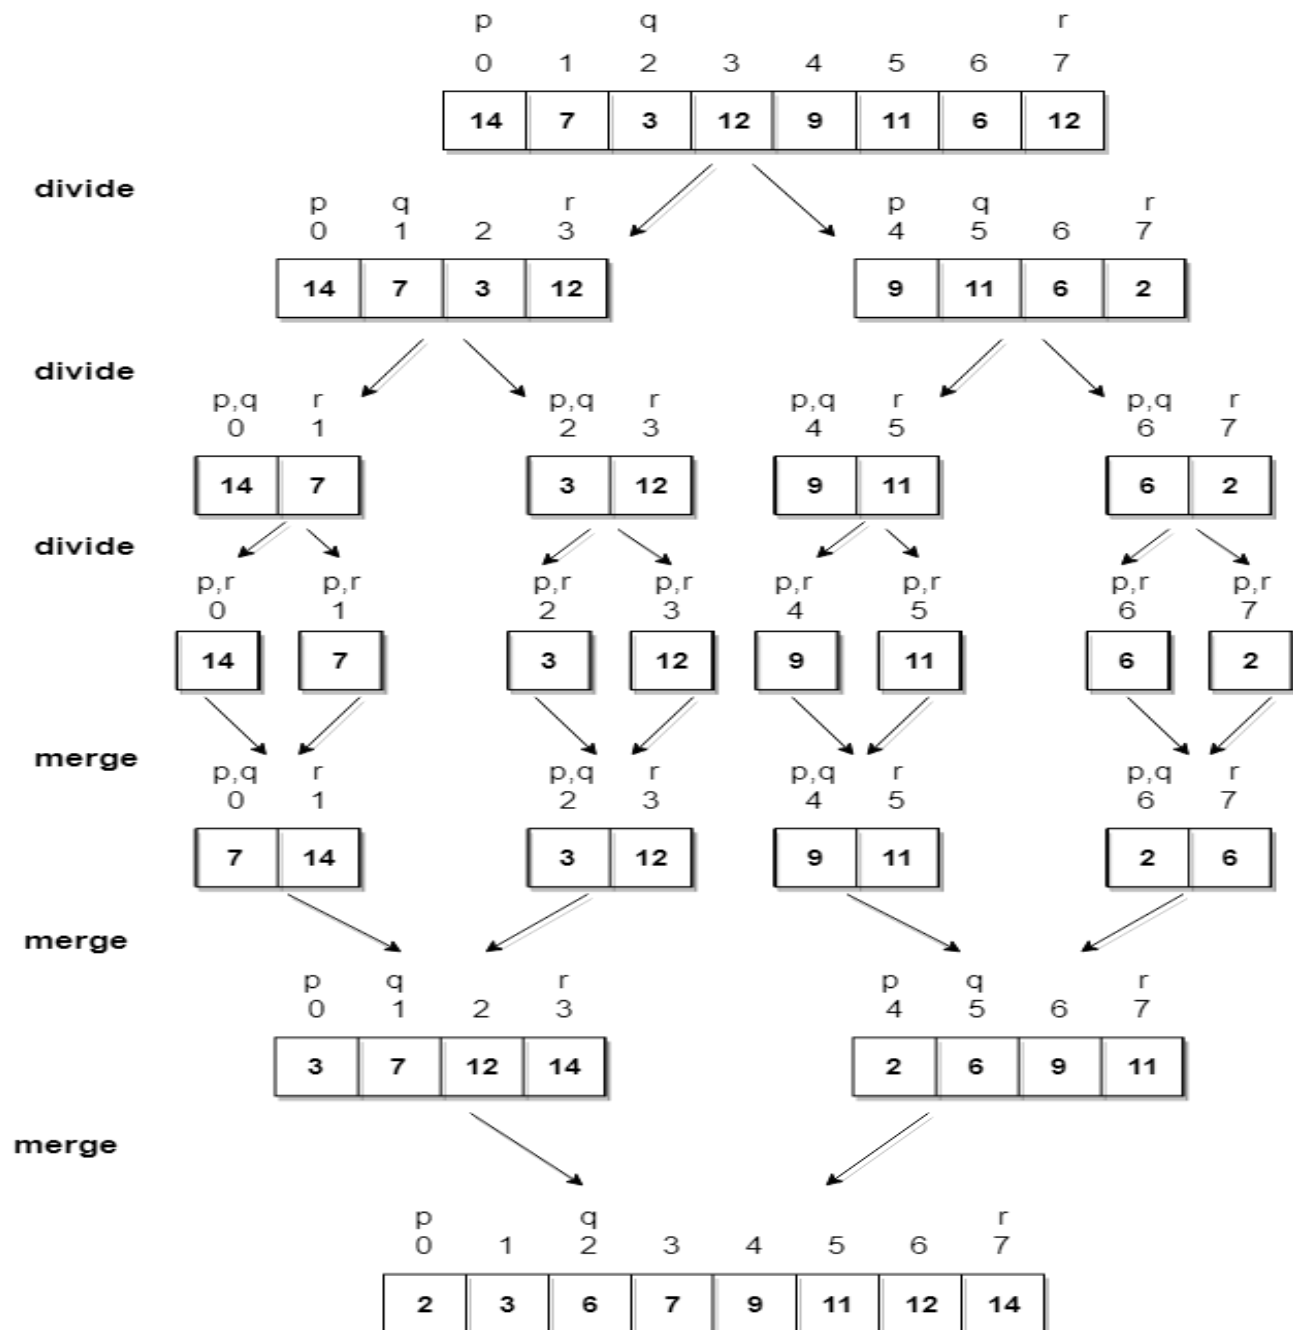 p q r
0 1 2 3 4 5 6 7
14 7 3 12 9 11 6 12
divide
p q r p q r
0 1 2 3 4 5 6 7
14 7 3 12 9 11 6 2
divide
p,q r p,q r p,q r p,q r
0 1 2 3 4 5 6 7
14 7 3 12 9 11 6 2
divide
p,r p,r p,r p,r p,r p,r p,r p,r
0 1 2 3 4 5 6 7
14 7 3 12 9 11 6 2
merge
p,q r p,q r p,q r p,q r
0 1 2 3 4 5 6 7
7 14 3 12 9 11 2 6
merge
p q r p q r
0 1 2 3 4 5 6 7
3 7 12 14 2 6 9 11
merge
p q r
0 1 2 3 4 5 6 7
2 3 6 7 9 11 12 14